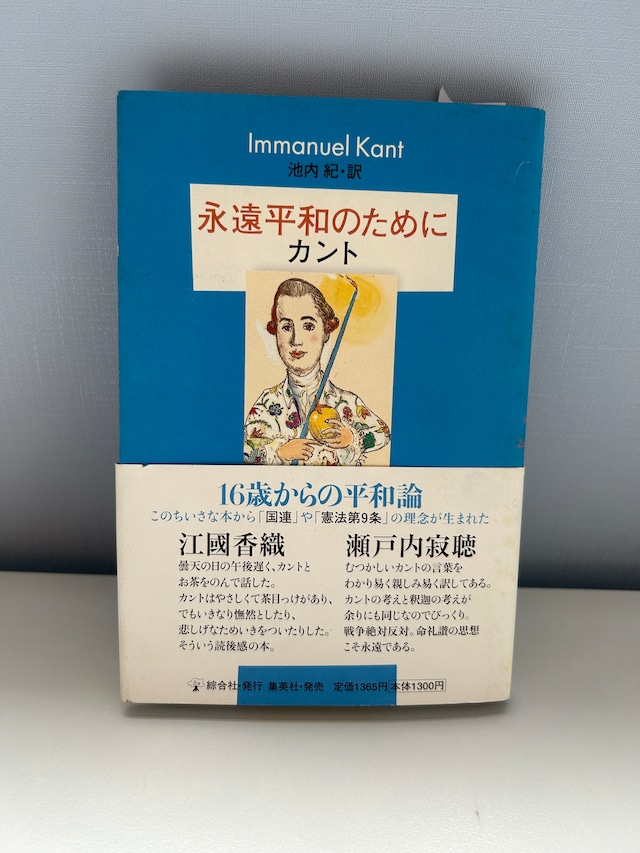 Immanuel Kant
池内 紀・訳
永遠平和のために
カント
16歳からの平和論
このちいさな本から「国連」や「憲法第9条」の理念が生まれた
江國香織
曇天の日の午後遅く、カントと
お茶をのんで話した。
カントはやさしくて茶目っけがあり、
でもいきなり憮然としたり、
悲しげなためいきをついたりした。
そういう読後感の本。
瀬戸内寂聴
むつかしいカントの言葉を
わかり易く親しみ易く訳してある。
カントの考えと釈迦の考えが
余りにも同じなのでびっくり。
戦争絶対反対。命礼讃の思想
こそ永遠である。
綜合社・発行 集英社・発売 定価1365円 本体1300円